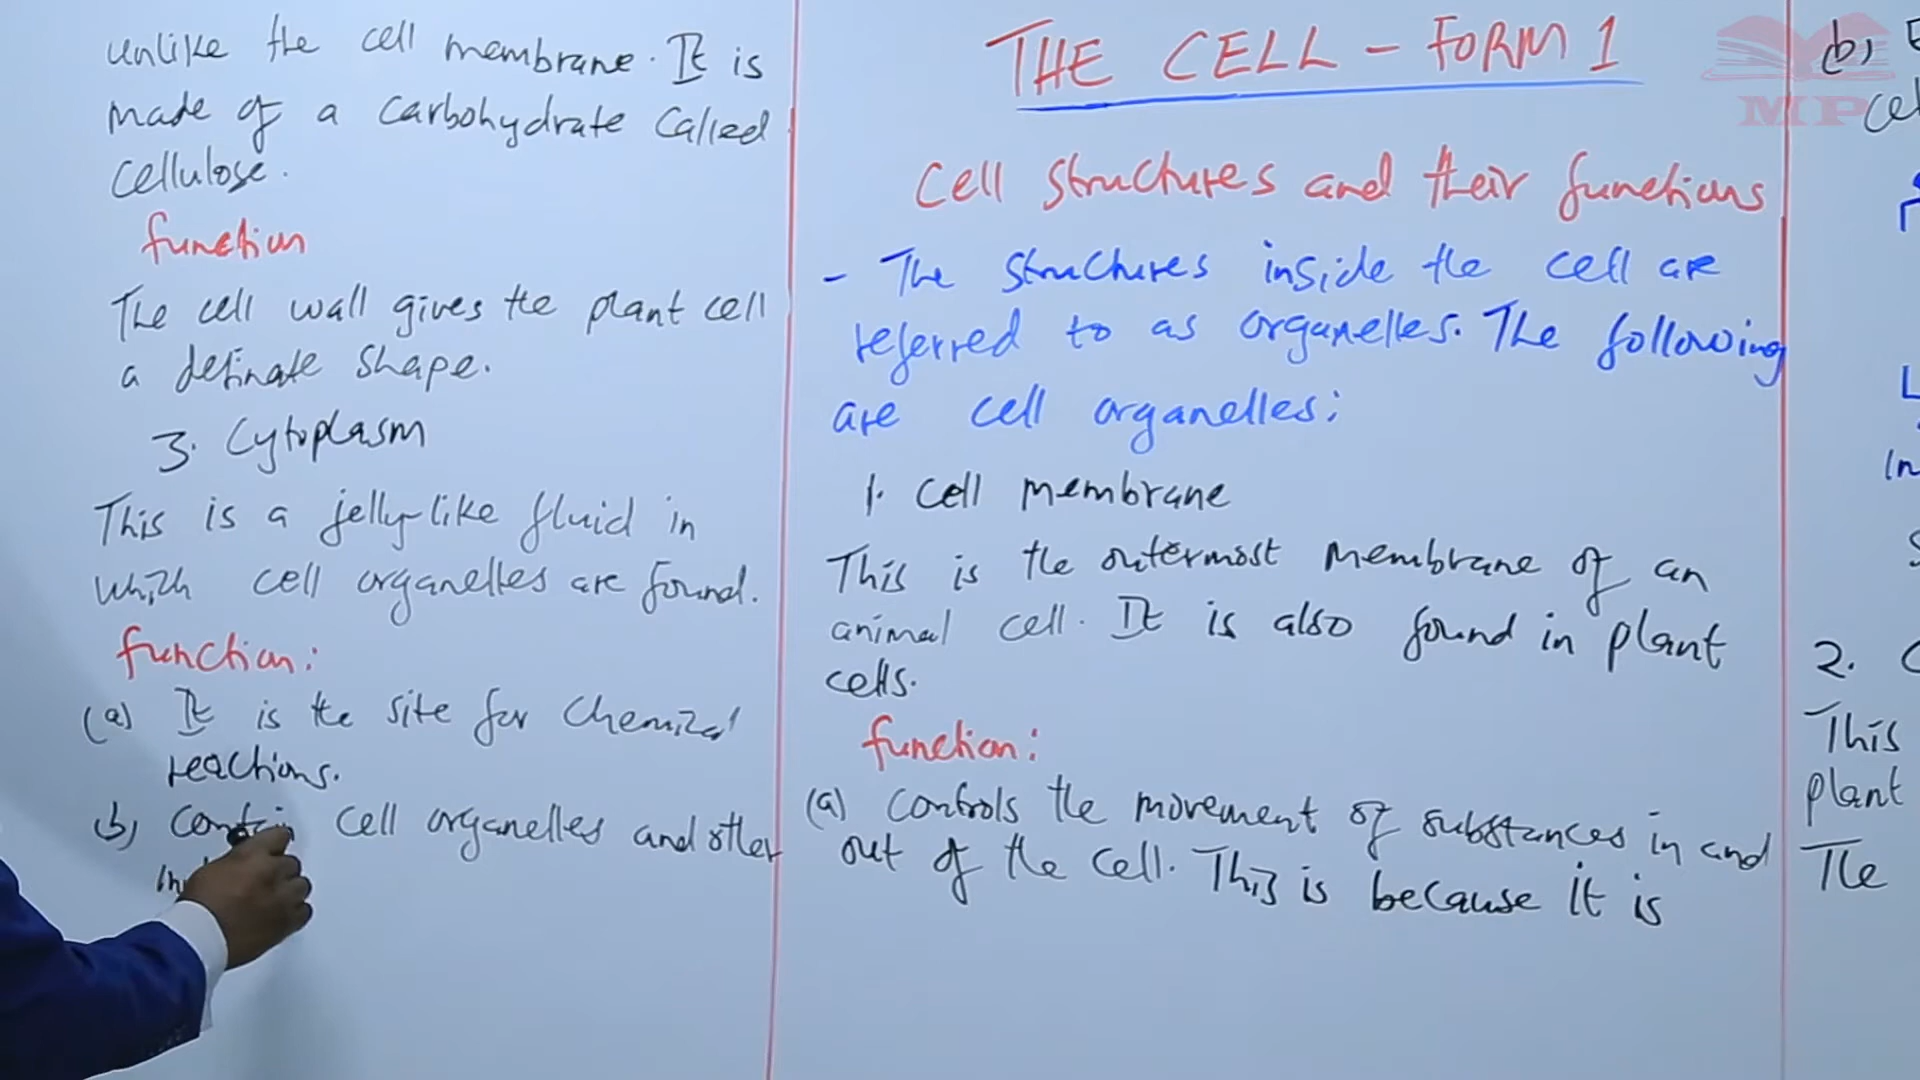 unlike the cell membrane. It is
made of a carbohydrate called
cellulose.
function
The cell wall gives the plant cell
a definate shape.
3. Cytoplasm
This is a jelly-like fluid in
which cell organelles are found.
function:
(a) It is the site for chemical
reactions.
b) Contain cell organelles and other
THE CELL - FORM 1
Cell structures and their functions
- The structures inside the cell are
referred to as organelles. The following
are cell organelles:
1. Cell membrane
This is the outermost membrane of an
animal cell. It is also found in plant
cells.
function:
(a) Controls the movement of substances in and
out of the cell. This is because it is
MP
(b)
2.
This
plant
The